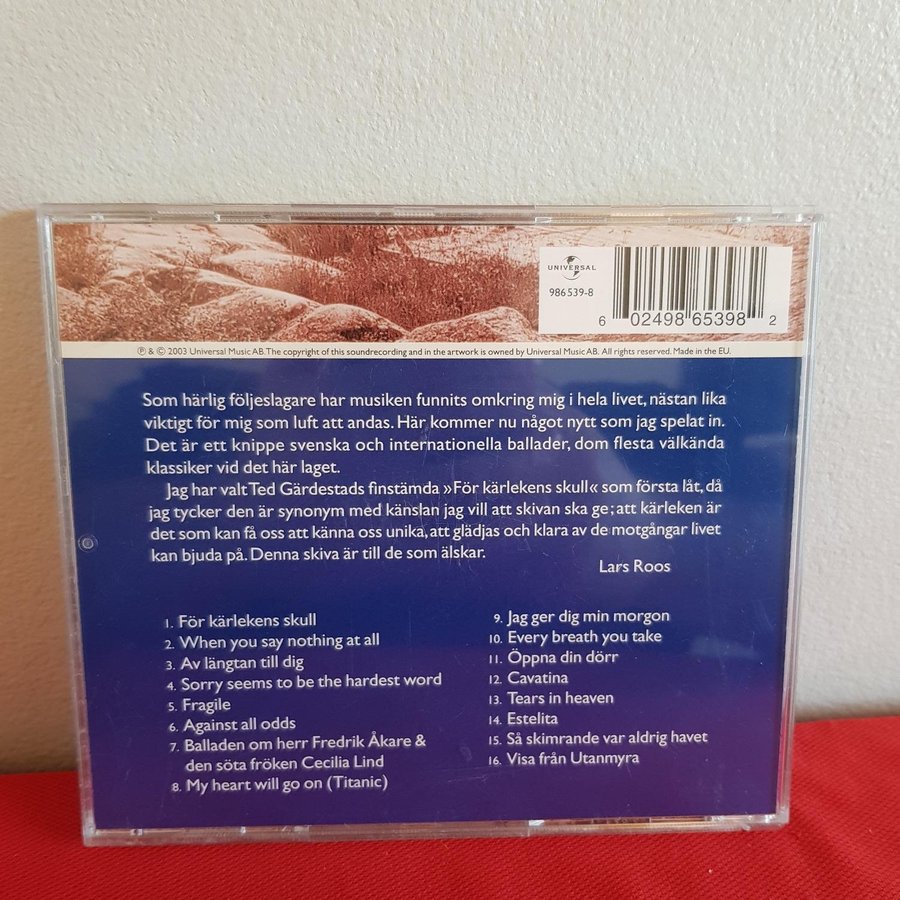 UNIVERSAL
986 539-8
6 02498 65398 2
℗ & © 2003 Universal Music AB. The copyright of this soundrecording and in the artwork is owned by Universal Music AB. All rights reserved. Made in the EU.
Som härlig följeslagare har musiken funnits omkring mig i hela livet, nästan lika
viktigt för mig som luft att andas. Här kommer nu något nytt som jag spelat in.
Det är ett knippe svenska och internationella ballader, dom flesta välkända
klassiker vid det här laget.
Jag har valt Ted Gärdestads finstämda »För kärlekens skull« som första låt, då
jag tycker den är synonym med känslan jag vill att skivan ska ge; att kärleken är
det som kan få oss att känna oss unika, att glädjas och klara av de motgångar livet
kan bjuda på. Denna skiva är till de som älskar.
Lars Roos
1. För kärlekens skull
2. When you say nothing at all
3. Av längtan till dig
4. Sorry seems to be the hardest word
5. Fragile
6. Against all odds
7. Balladen om herr Fredrik Åkare &
den söta fröken Cecilia Lind
8. My heart will go on (Titanic)
9. Jag ger dig min morgon
10. Every breath you take
11. Öppna din dörr
12. Cavatina
13. Tears in heaven
14. Estelita
15. Så skimrande var aldrig havet
16. Visa från Utanmyra